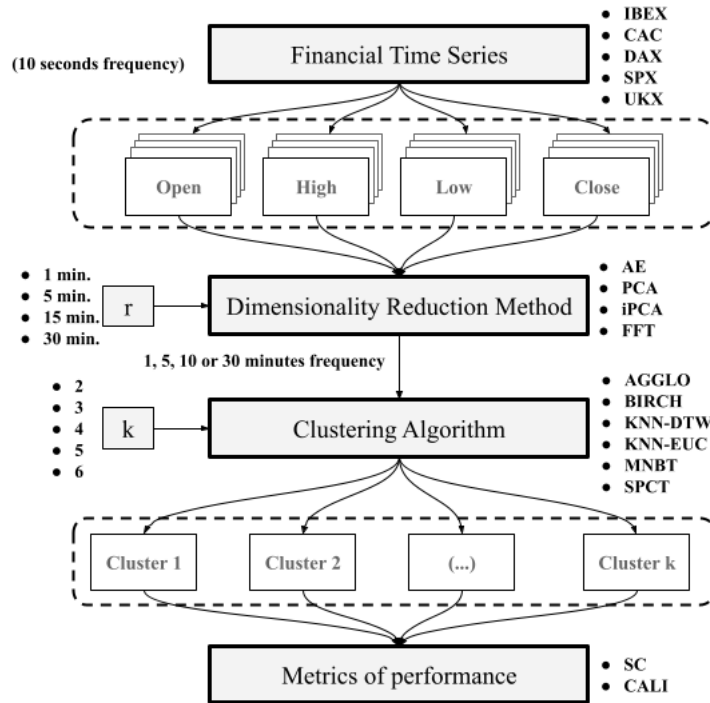 Financial Time Series
(10 seconds frequency)
● IBEX
● CAC
● DAX
● SPX
● UKX
Open
High
Low
Close
● 1 min.
● 5 min.
● 15 min.
● 30 min.
r
Dimensionality Reduction Method
● AE
● PCA
● iPCA
● FFT
1, 5, 10 or 30 minutes frequency
● 2
● 3
● 4
● 5
● 6
k
Clustering Algorithm
● AGGLO
● BIRCH
● KNN-DTW
● KNN-EUC
● MNBT
● SPCT
Cluster 1
Cluster 2
(...)
Cluster k
Metrics of performance
● SC
● CALI